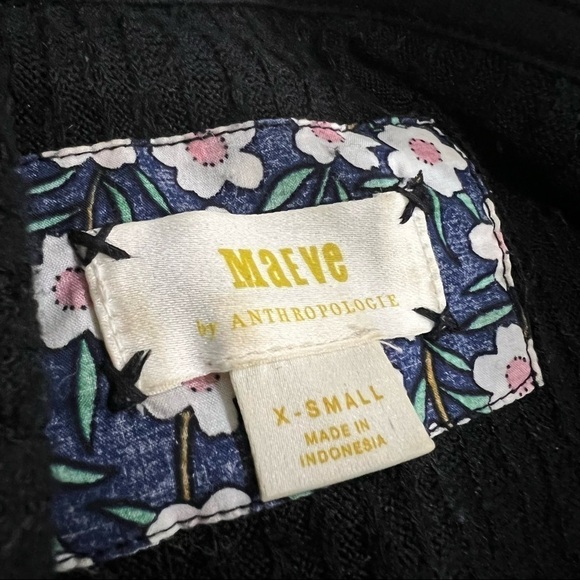 MaEVe
by ANTHROPOLOGIE
X-SMALL
MADE IN
INDONESIA